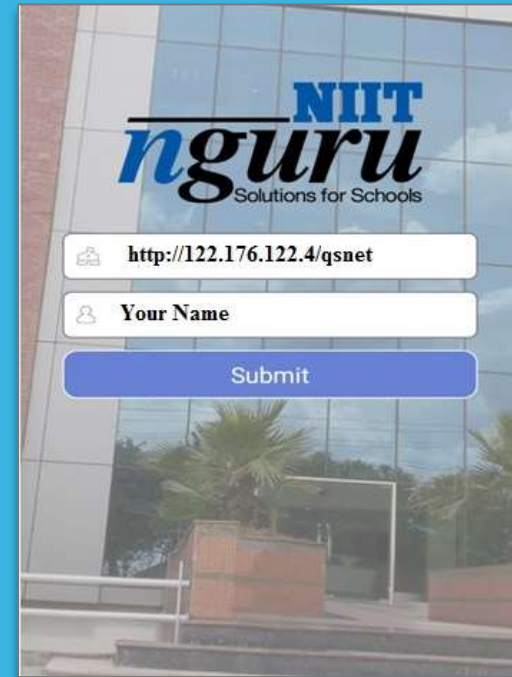 NIIT
nguru
Solutions for Schools
http://122.176.122.4/qsnet
Your Name
Submit